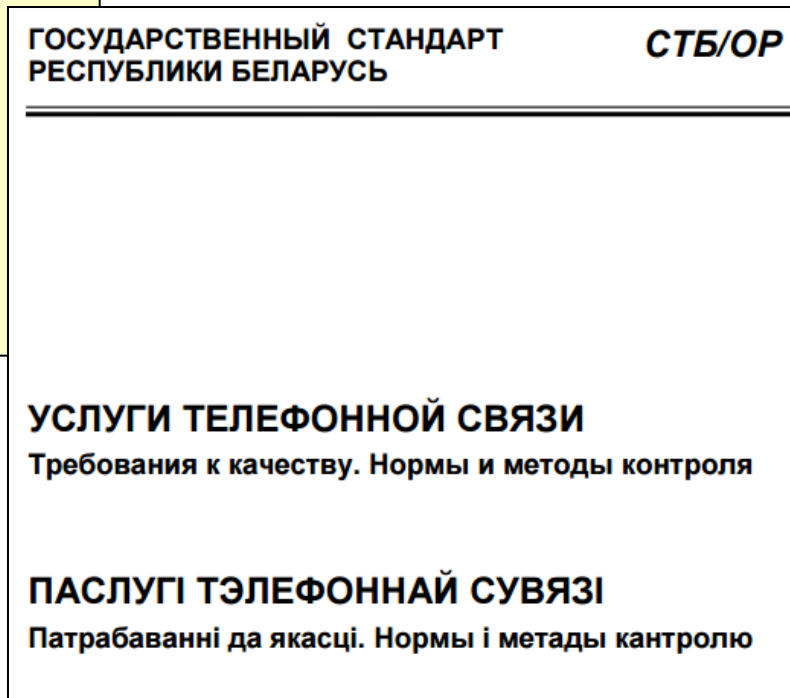 ГОСУДАРСТВЕННЫЙ СТАНДАРТ СТБ/ОР
РЕСПУБЛИКИ БЕЛАРУСЬ
УСЛУГИ ТЕЛЕФОННОЙ СВЯЗИ
Требования к качеству. Нормы и методы контроля
ПАСЛУГІ ТЭЛЕФОННАЙ СУВЯЗІ
Патрабаванні да якасці. Нормы і метады кантролю